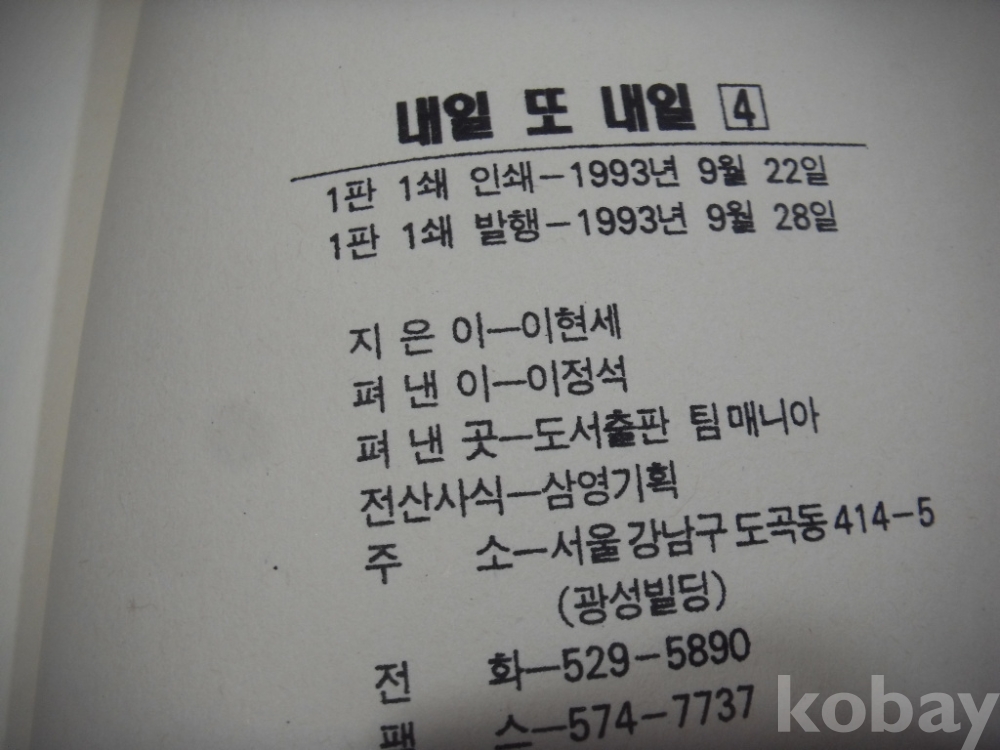 내일 또 내일 4
1판 1쇄 인쇄-1993년 9월 22일
1판 1쇄 발행-1993년 9월 28일
지 은 이-이현세
펴 낸 이-이정석
펴 낸 곳-도서출판 팀매니아
전산사식-삼영기획
주 소-서울 강남구 도곡동 414-5
(광성빌딩)
전 화-529-5890
팩 스-574-7737
kobay